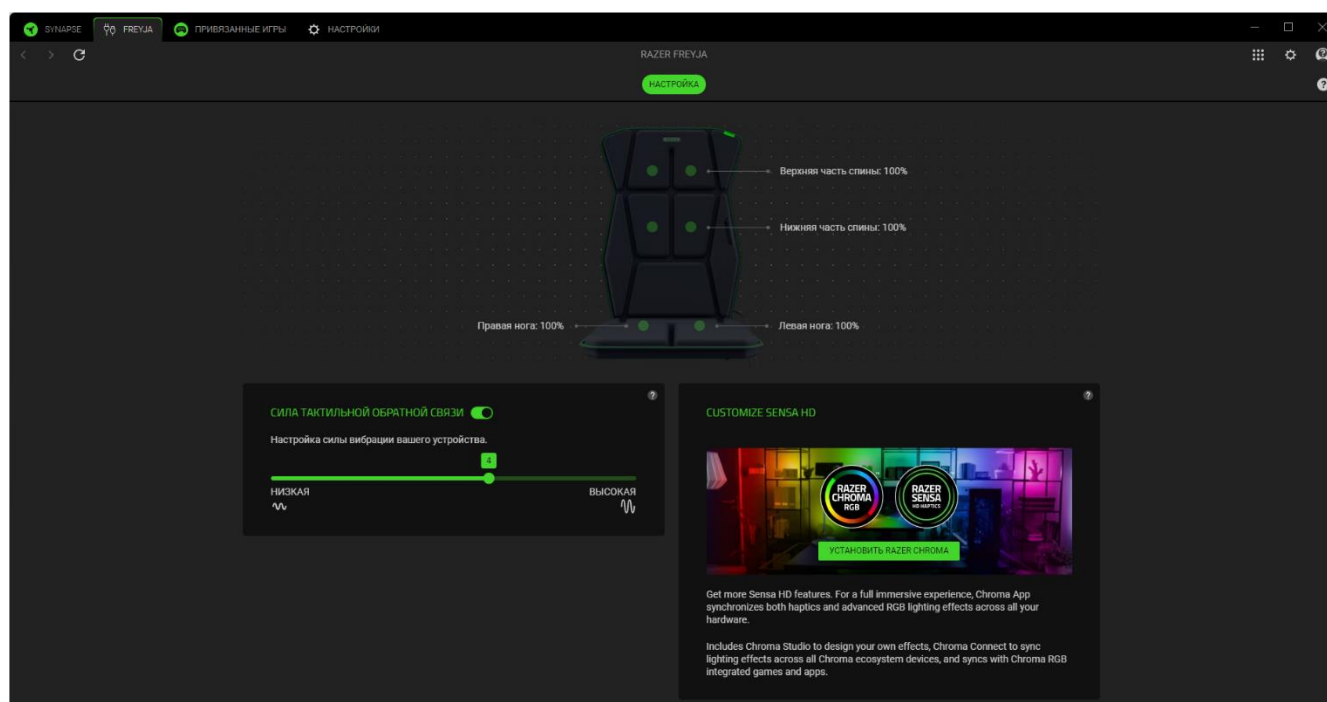 SYNAPSE
FREYJA
ПРИВЯЗАННЫЕ ИГРЫ
НАСТРОЙКИ
RAZER FREYJA
НАСТРОЙКА
Верхняя часть спины: 100%
Нижняя часть спины: 100%
Правая нога: 100%
Левая нога: 100%
СИЛА ТАКТИЛЬНОЙ ОБРАТНОЙ СВЯЗИ
Настройка силы вибрации вашего устройства.
4
НИЗКАЯ
ВЫСОКАЯ
CUSTOMIZE SENSA HD
RAZER
CHROMA
RGB
RAZER
SENSA
HD HAPTICS
УСТАНОВИТЬ RAZER CHROMA
Get more Sensa HD features. For a full immersive experience, Chroma App
synchronizes both haptics and advanced RGB lighting effects across all your
hardware.
Includes Chroma Studio to design your own effects, Chroma Connect to sync
lighting effects across all Chroma ecosystem devices, and syncs with Chroma RGB
integrated games and apps.